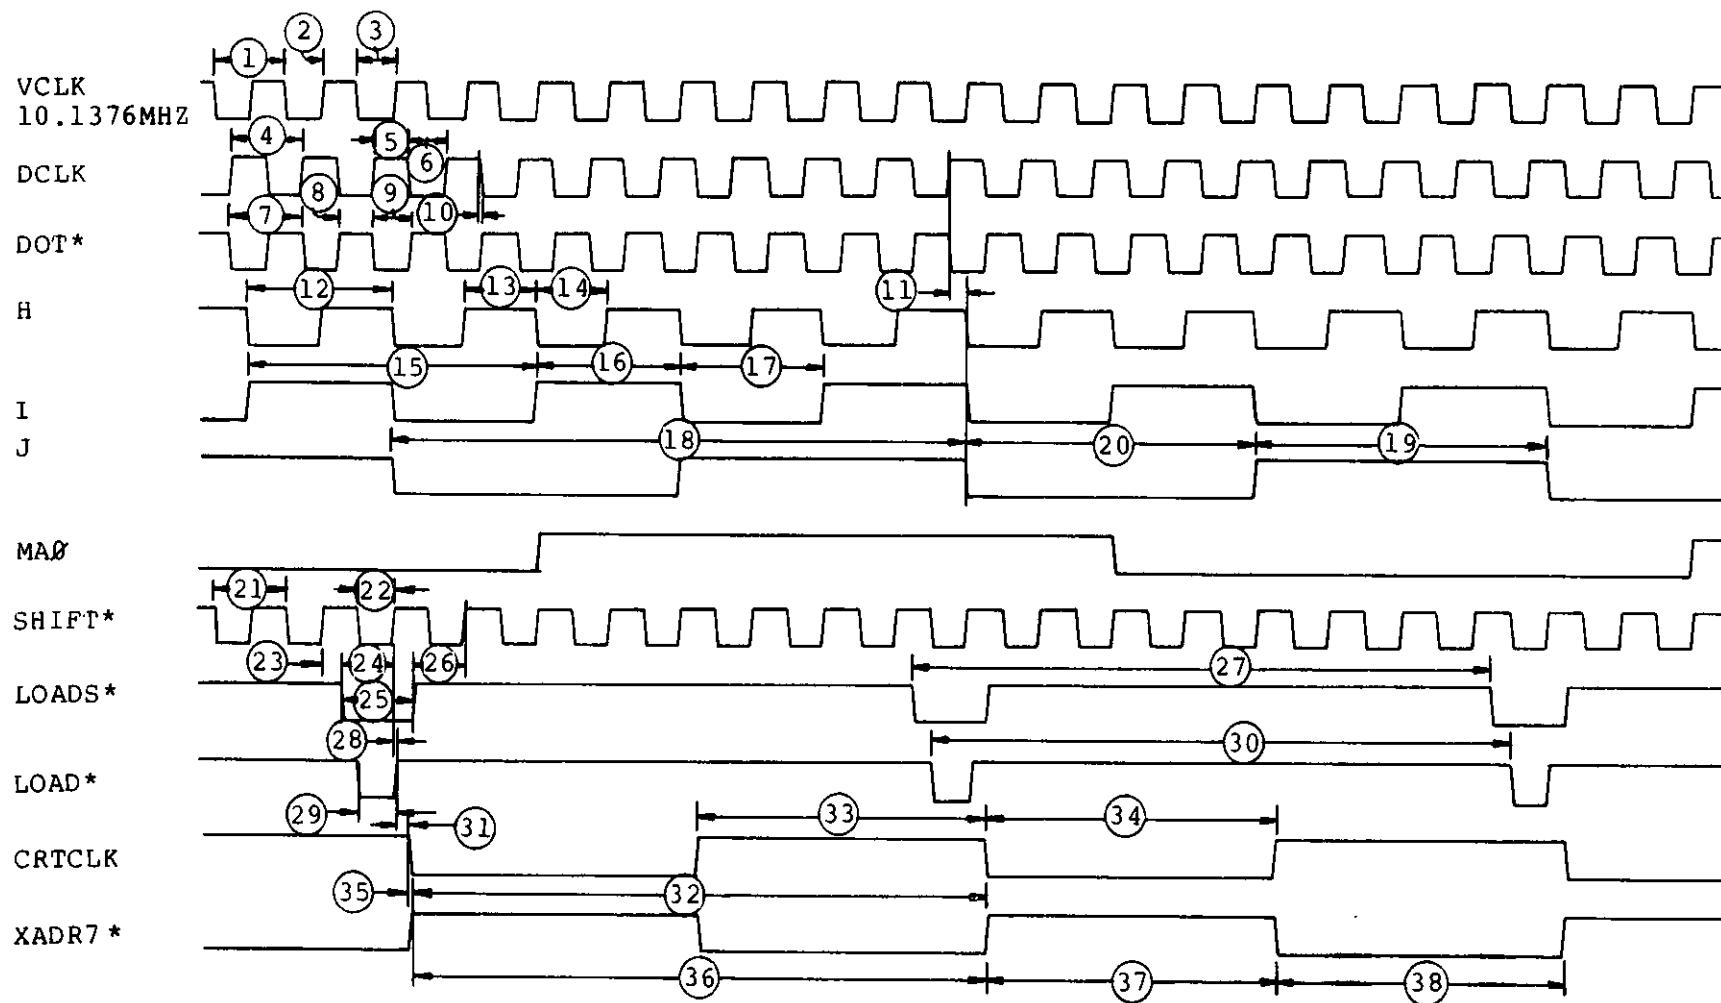 1 2 3
VCLK
10.1376MHZ
4 5 6
DCLK
7 8 9 10
DOT*
12 13 14 11
H
15 16 17
I
18 20 19
J
MAØ
21 22
SHIFT*
23 24 26 27
LOADS*
25
28 30
LOAD*
29 31 33 34
CRTCLK
35 32
XADR7*
36 37 38